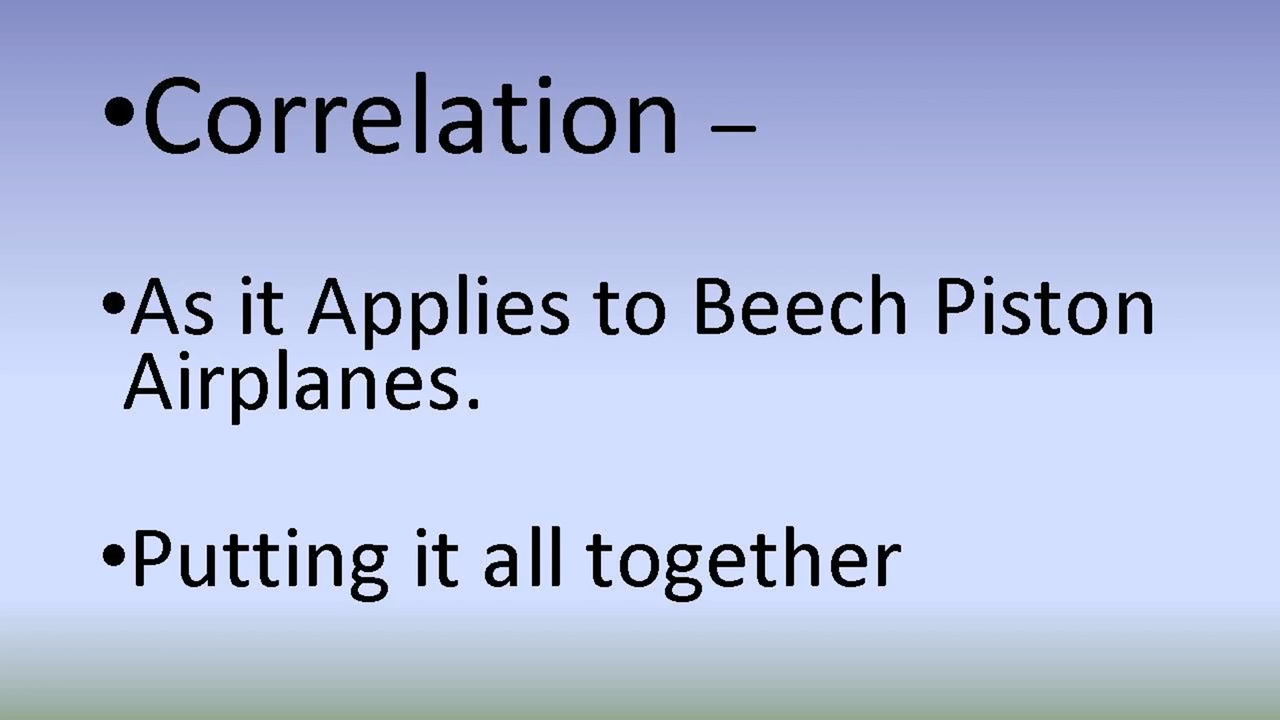 •Correlation –
•As it Applies to Beech Piston
Airplanes.
•Putting it all together